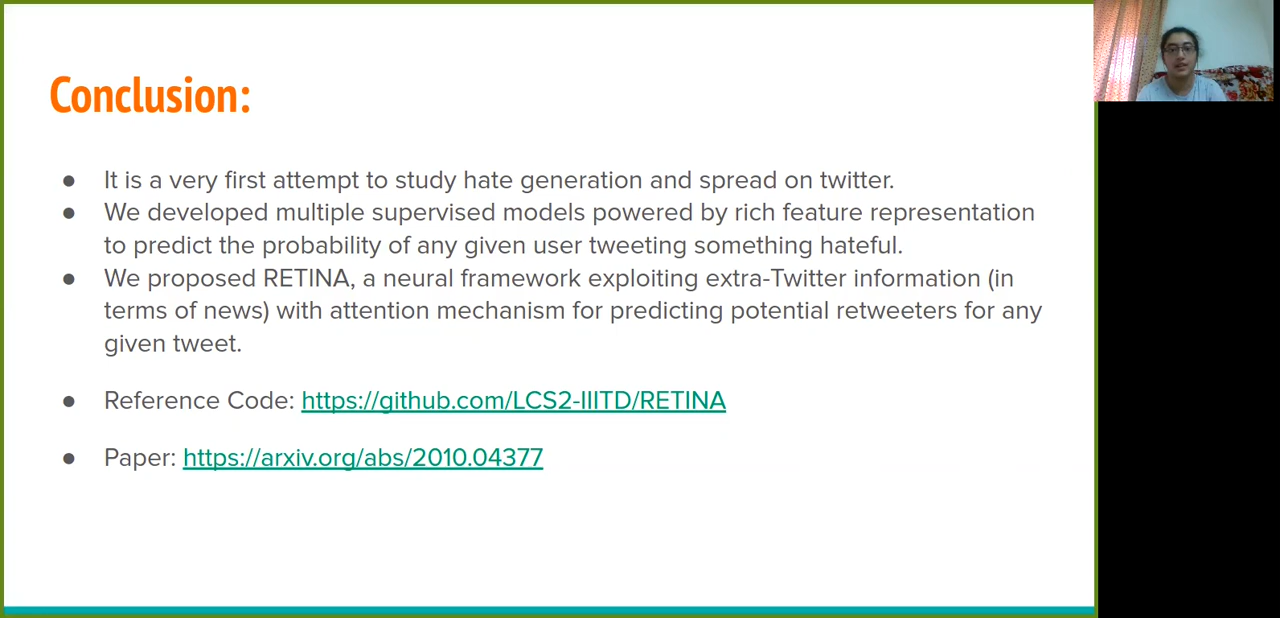 Conclusion:
● It is a very first attempt to study hate generation and spread on twitter.
● We developed multiple supervised models powered by rich feature representation
to predict the probability of any given user tweeting something hateful.
● We proposed RETINA, a neural framework exploiting extra-Twitter information (in
terms of news) with attention mechanism for predicting potential retweeters for any
given tweet.
● Reference Code: https://github.com/LCS2-IIITD/RETINA
● Paper: https://arxiv.org/abs/2010.04377